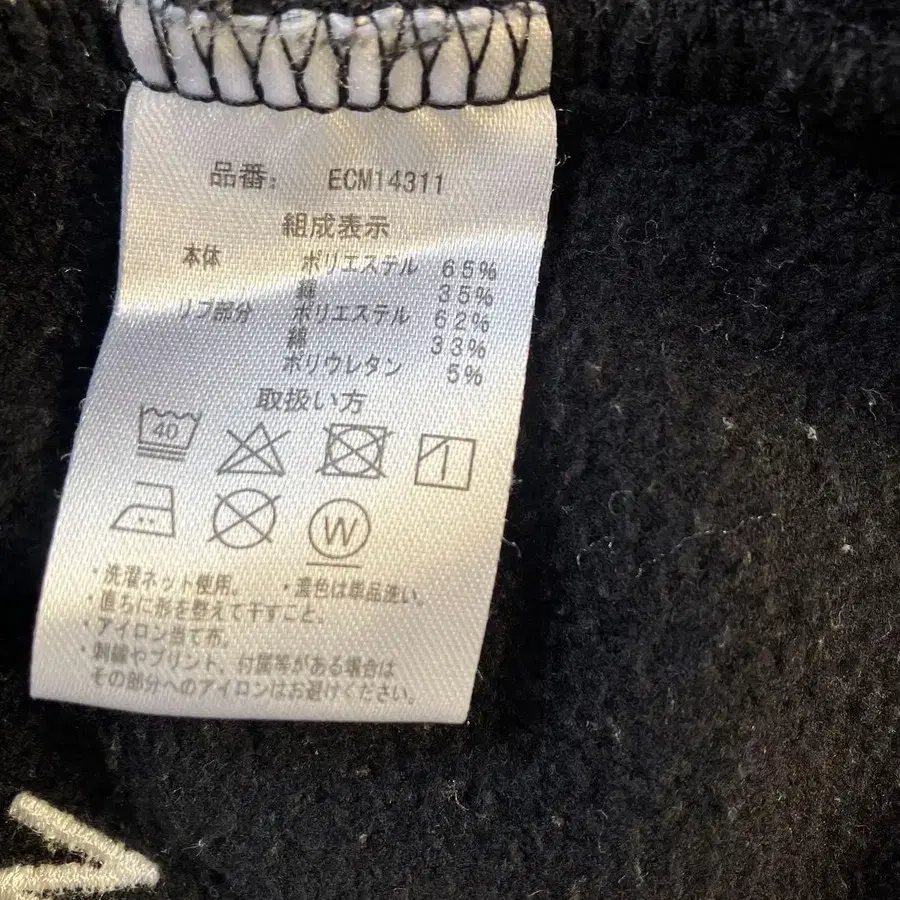 品番： ECM14311
組成表示
本体 ポリエステル 65%
綿 35%
リブ部分 ポリエステル 62%
綿 33%
ポリウレタン 5%
取扱い方
40
W
・洗濯ネット使用。 ・濃色は単品洗い。
・直ちに形を整えて干すこと。
・アイロン当て布。
・刺繍やプリント、付属等がある場合は
その部分へのアイロンはお避けください。